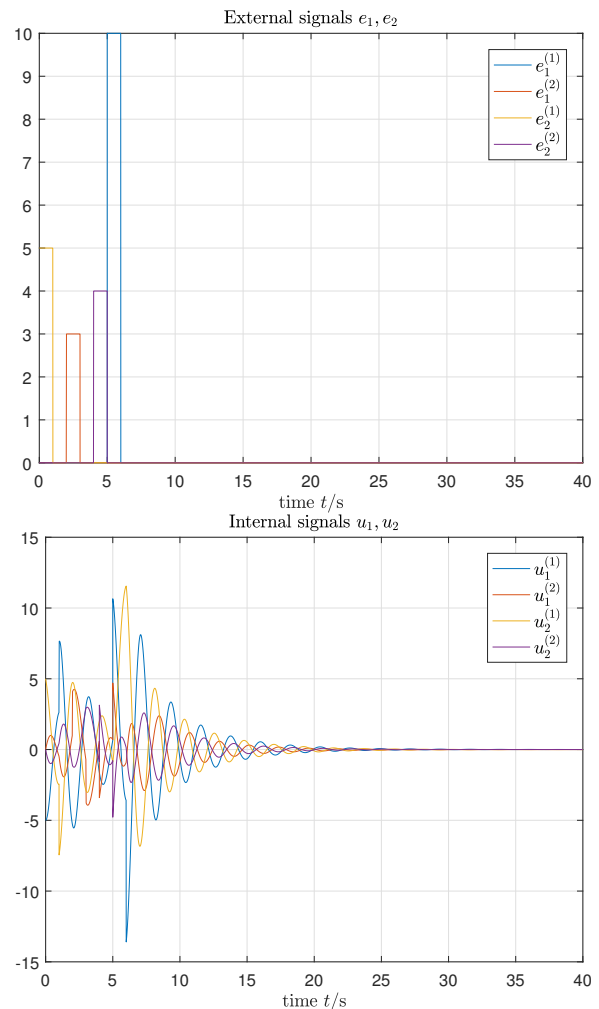 External signals e₁, e₂
10
9
8
7
6
5
4
3
2
1
0
0 5 10 15 20 25 30 35 40
time t/s
e₁⁽¹⁾
e₁⁽²⁾
e₂⁽¹⁾
e₂⁽²⁾
Internal signals u₁, u₂
15
10
5
0
-5
-10
-15
0 5 10 15 20 25 30 35 40
time t/s
u₁⁽¹⁾
u₁⁽²⁾
u₂⁽¹⁾
u₂⁽²⁾